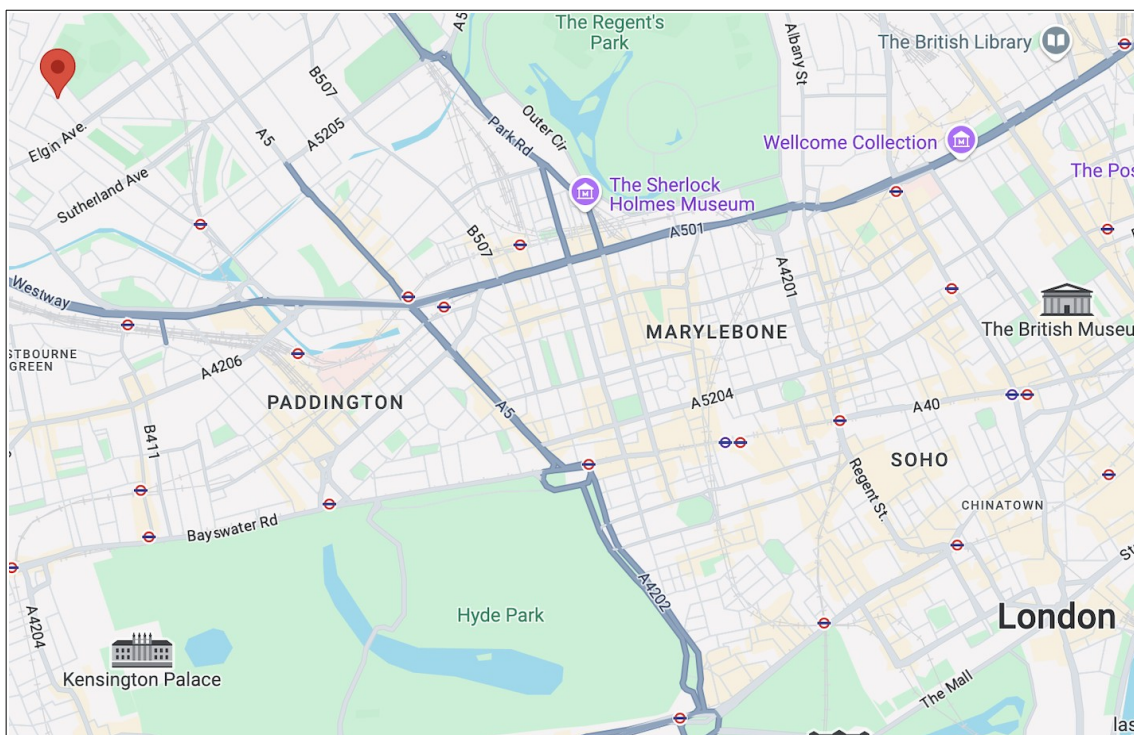 A5
The Regent's
Park
Albany St
The British Library
B507
Outer Cir
Park Rd
A5
A5205
Elgin Ave.
Wellcome Collection
The Pos
Sutherland Ave
The Sherlock
Holmes Museum
B507
A501
A4201
Westway
The British Museu
MARYLEBONE
STBOURNE
GREEN
A4206
PADDINGTON
A5
A5204
A40
B411
SOHO
Regent St.
CHINATOWN
Bayswater Rd
St
A4202
A4204
Hyde Park
London
Kensington Palace
The Mall
las